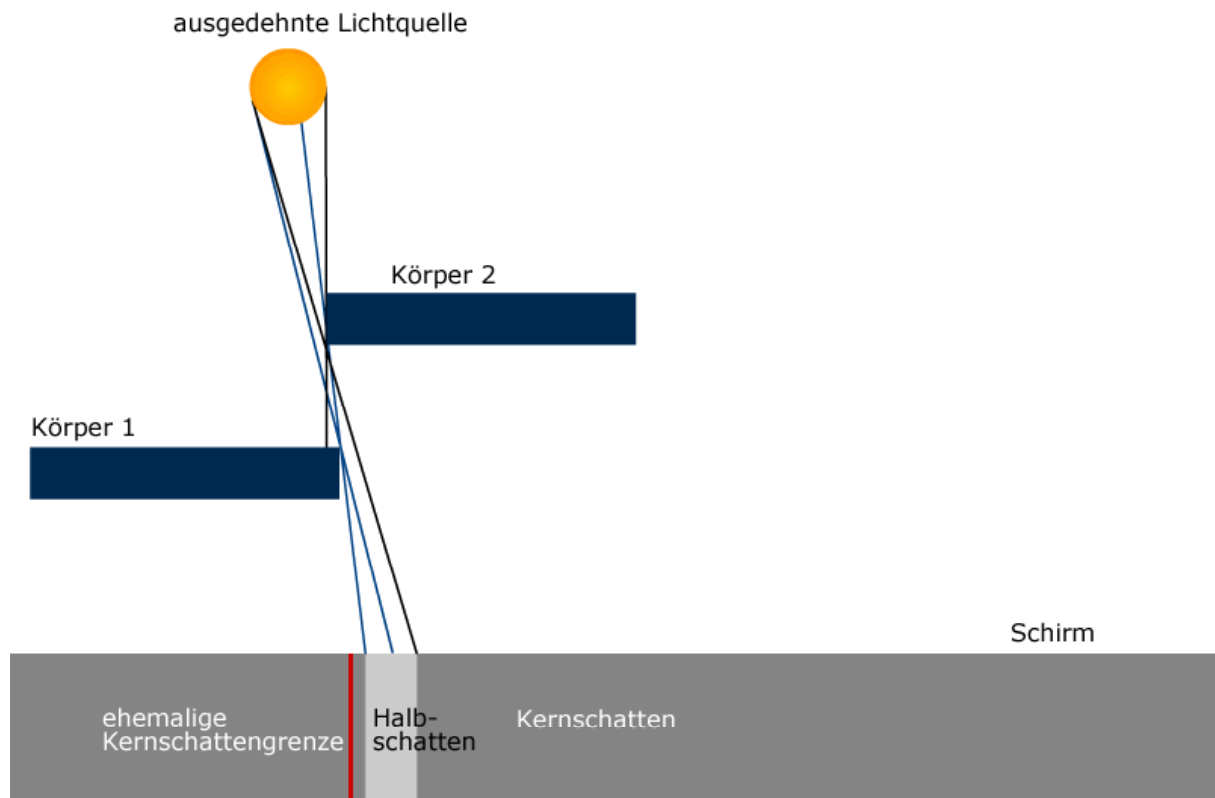 ausgedehnte Lichtquelle
Körper 2
Körper 1
Schirm
ehemalige
Kernschattengrenze
Halb-
schatten
Kernschatten